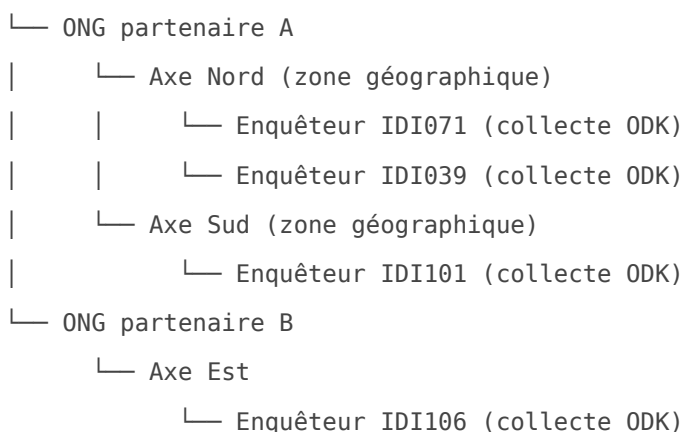 └── ONG partenaire A
│     └── Axe Nord (zone géographique)
│     │     └── Enquêteur IDI071 (collecte ODK)
│     │     └── Enquêteur IDI039 (collecte ODK)
│     └── Axe Sud (zone géographique)
│           └── Enquêteur IDI101 (collecte ODK)
└── ONG partenaire B
      └── Axe Est
            └── Enquêteur IDI106 (collecte ODK)